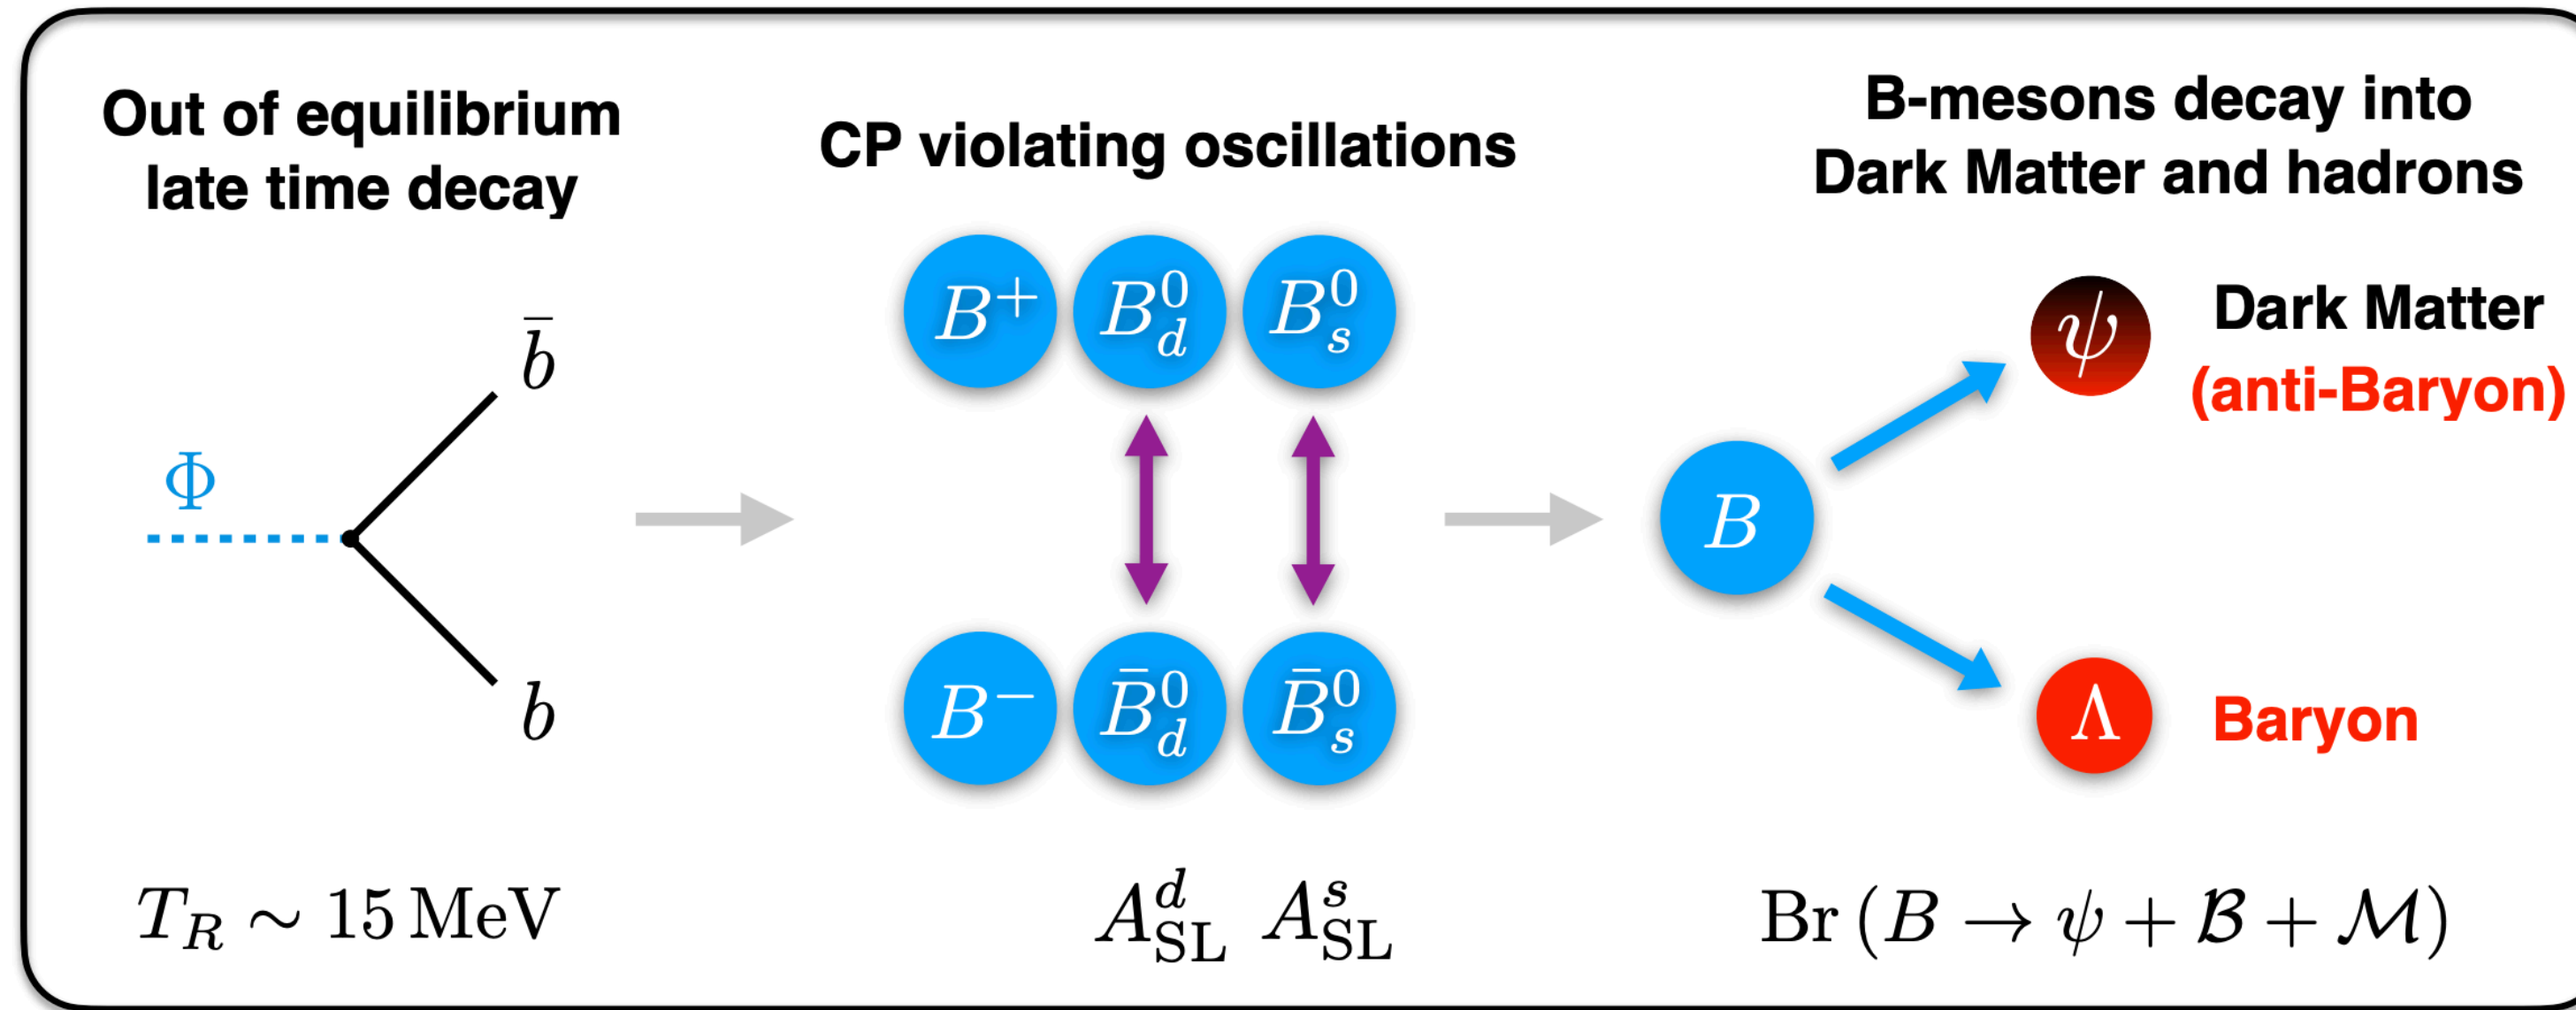 Out of equilibrium
late time decay
Φ
b̄
b
T_R ∼ 15 MeV
CP violating oscillations
B⁺ B⁰_d B⁰_s
B⁻ B̄⁰_d B̄⁰_s
A^d_SL A^s_SL
B-mesons decay into
Dark Matter and hadrons
B
ψ
Dark Matter
(anti-Baryon)
Λ
Baryon
Br (B → ψ + ℬ + ℳ)